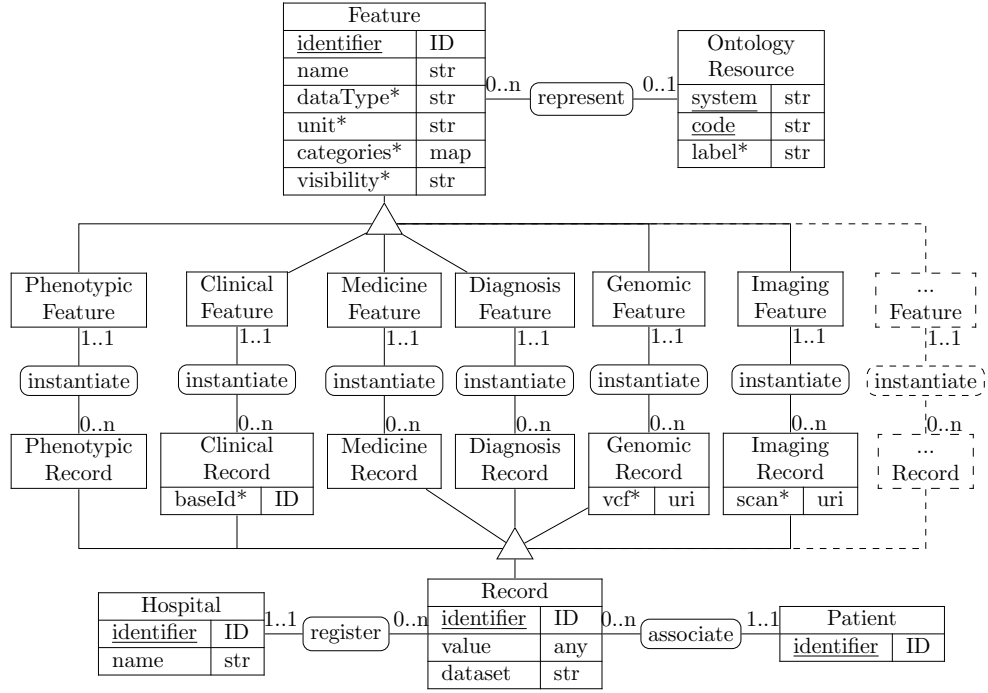 Feature
identifier ID
name str
dataType* str
unit* str
categories* map
visibility* str
0..n represent 0..1
Ontology
Resource
system str
code str
label* str
Phenotypic
Feature
Clinical
Feature
Medicine
Feature
Diagnosis
Feature
Genomic
Feature
Imaging
Feature
...
Feature
1..1 1..1 1..1 1..1 1..1 1..1 1..1
instantiate instantiate instantiate instantiate instantiate instantiate instantiate
0..n 0..n 0..n 0..n 0..n 0..n 0..n
Phenotypic
Record
Clinical
Record
baseId* ID
Medicine
Record
Diagnosis
Record
Genomic
Record
vcf* uri
Imaging
Record
scan* uri
...
Record
Hospital
identifier ID
name str
1..1 register 0..n
Record
identifier ID
value any
dataset str
0..n associate 1..1
Patient
identifier ID